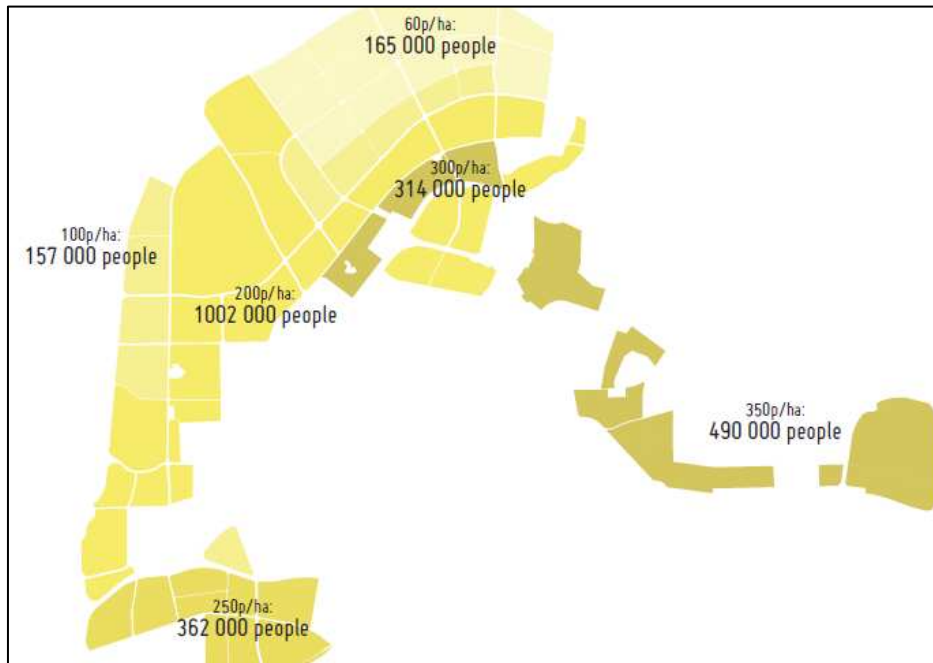 60p/ha:
165 000 people
300p/ha:
314 000 people
100p/ha:
157 000 people
200p/ha:
1002 000 people
350p/ha:
490 000 people
250p/ha:
362 000 people